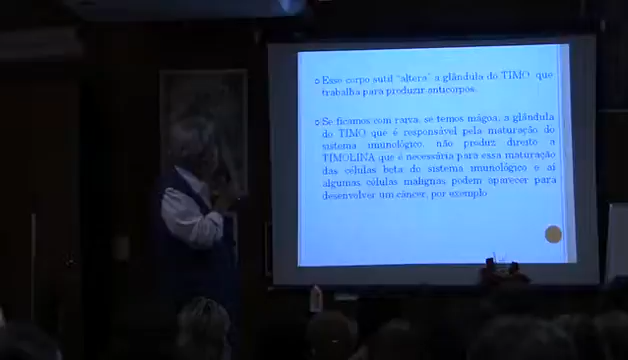 Esse corpo sutil "altera" a glândula do TIMO, que
trabalha para produzir anticorpos.
Se ficamos com raiva, se temos mágoa, a glândula
do TIMO que é responsável pela maturação do
sistema imunológico, não produz direito a
TIMOLINA que é necessária para essa maturação
das células beta do sistema imunológico e aí
algumas células malignas podem aparecer para
desenvolver um câncer, por exemplo